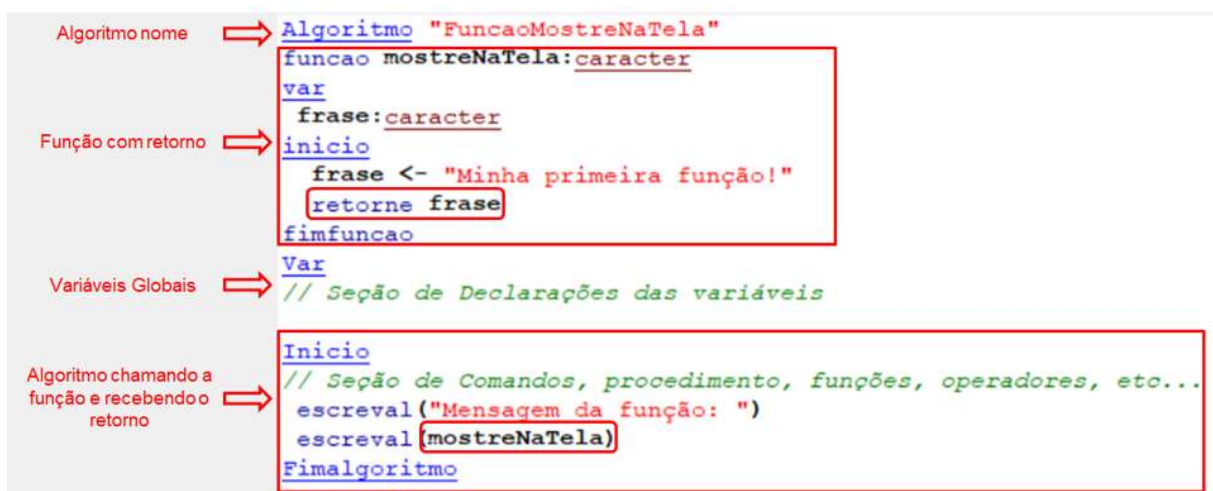 Algoritmo nome
Algoritmo "FuncaoMostreNaTela"
funcao mostreNaTela:caracter
var
frase:caracter
Função com retorno
inicio
frase <- "Minha primeira função!"
retorne frase
fimfuncao
Var
Variáveis Globais
// Seção de Declarações das variáveis
Inicio
Algoritmo chamando a
função e recebendo o
retorno
// Seção de Comandos, procedimento, funções, operadores, etc...
escreval("Mensagem da função: ")
escreval(mostreNaTela)
Fimalgoritmo